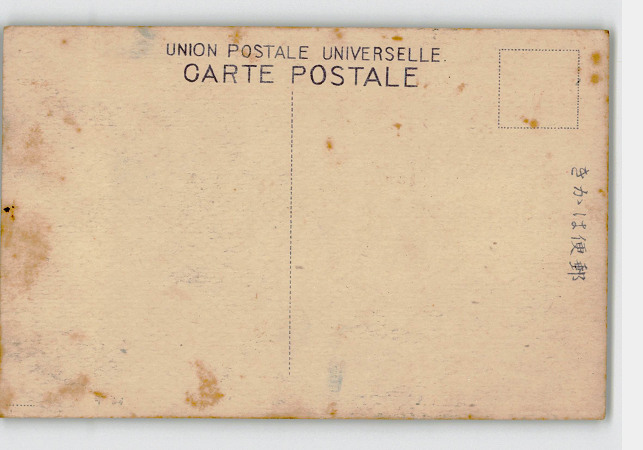 UNION POSTALE UNIVERSELLE.
CARTE POSTALE
郵便はかき